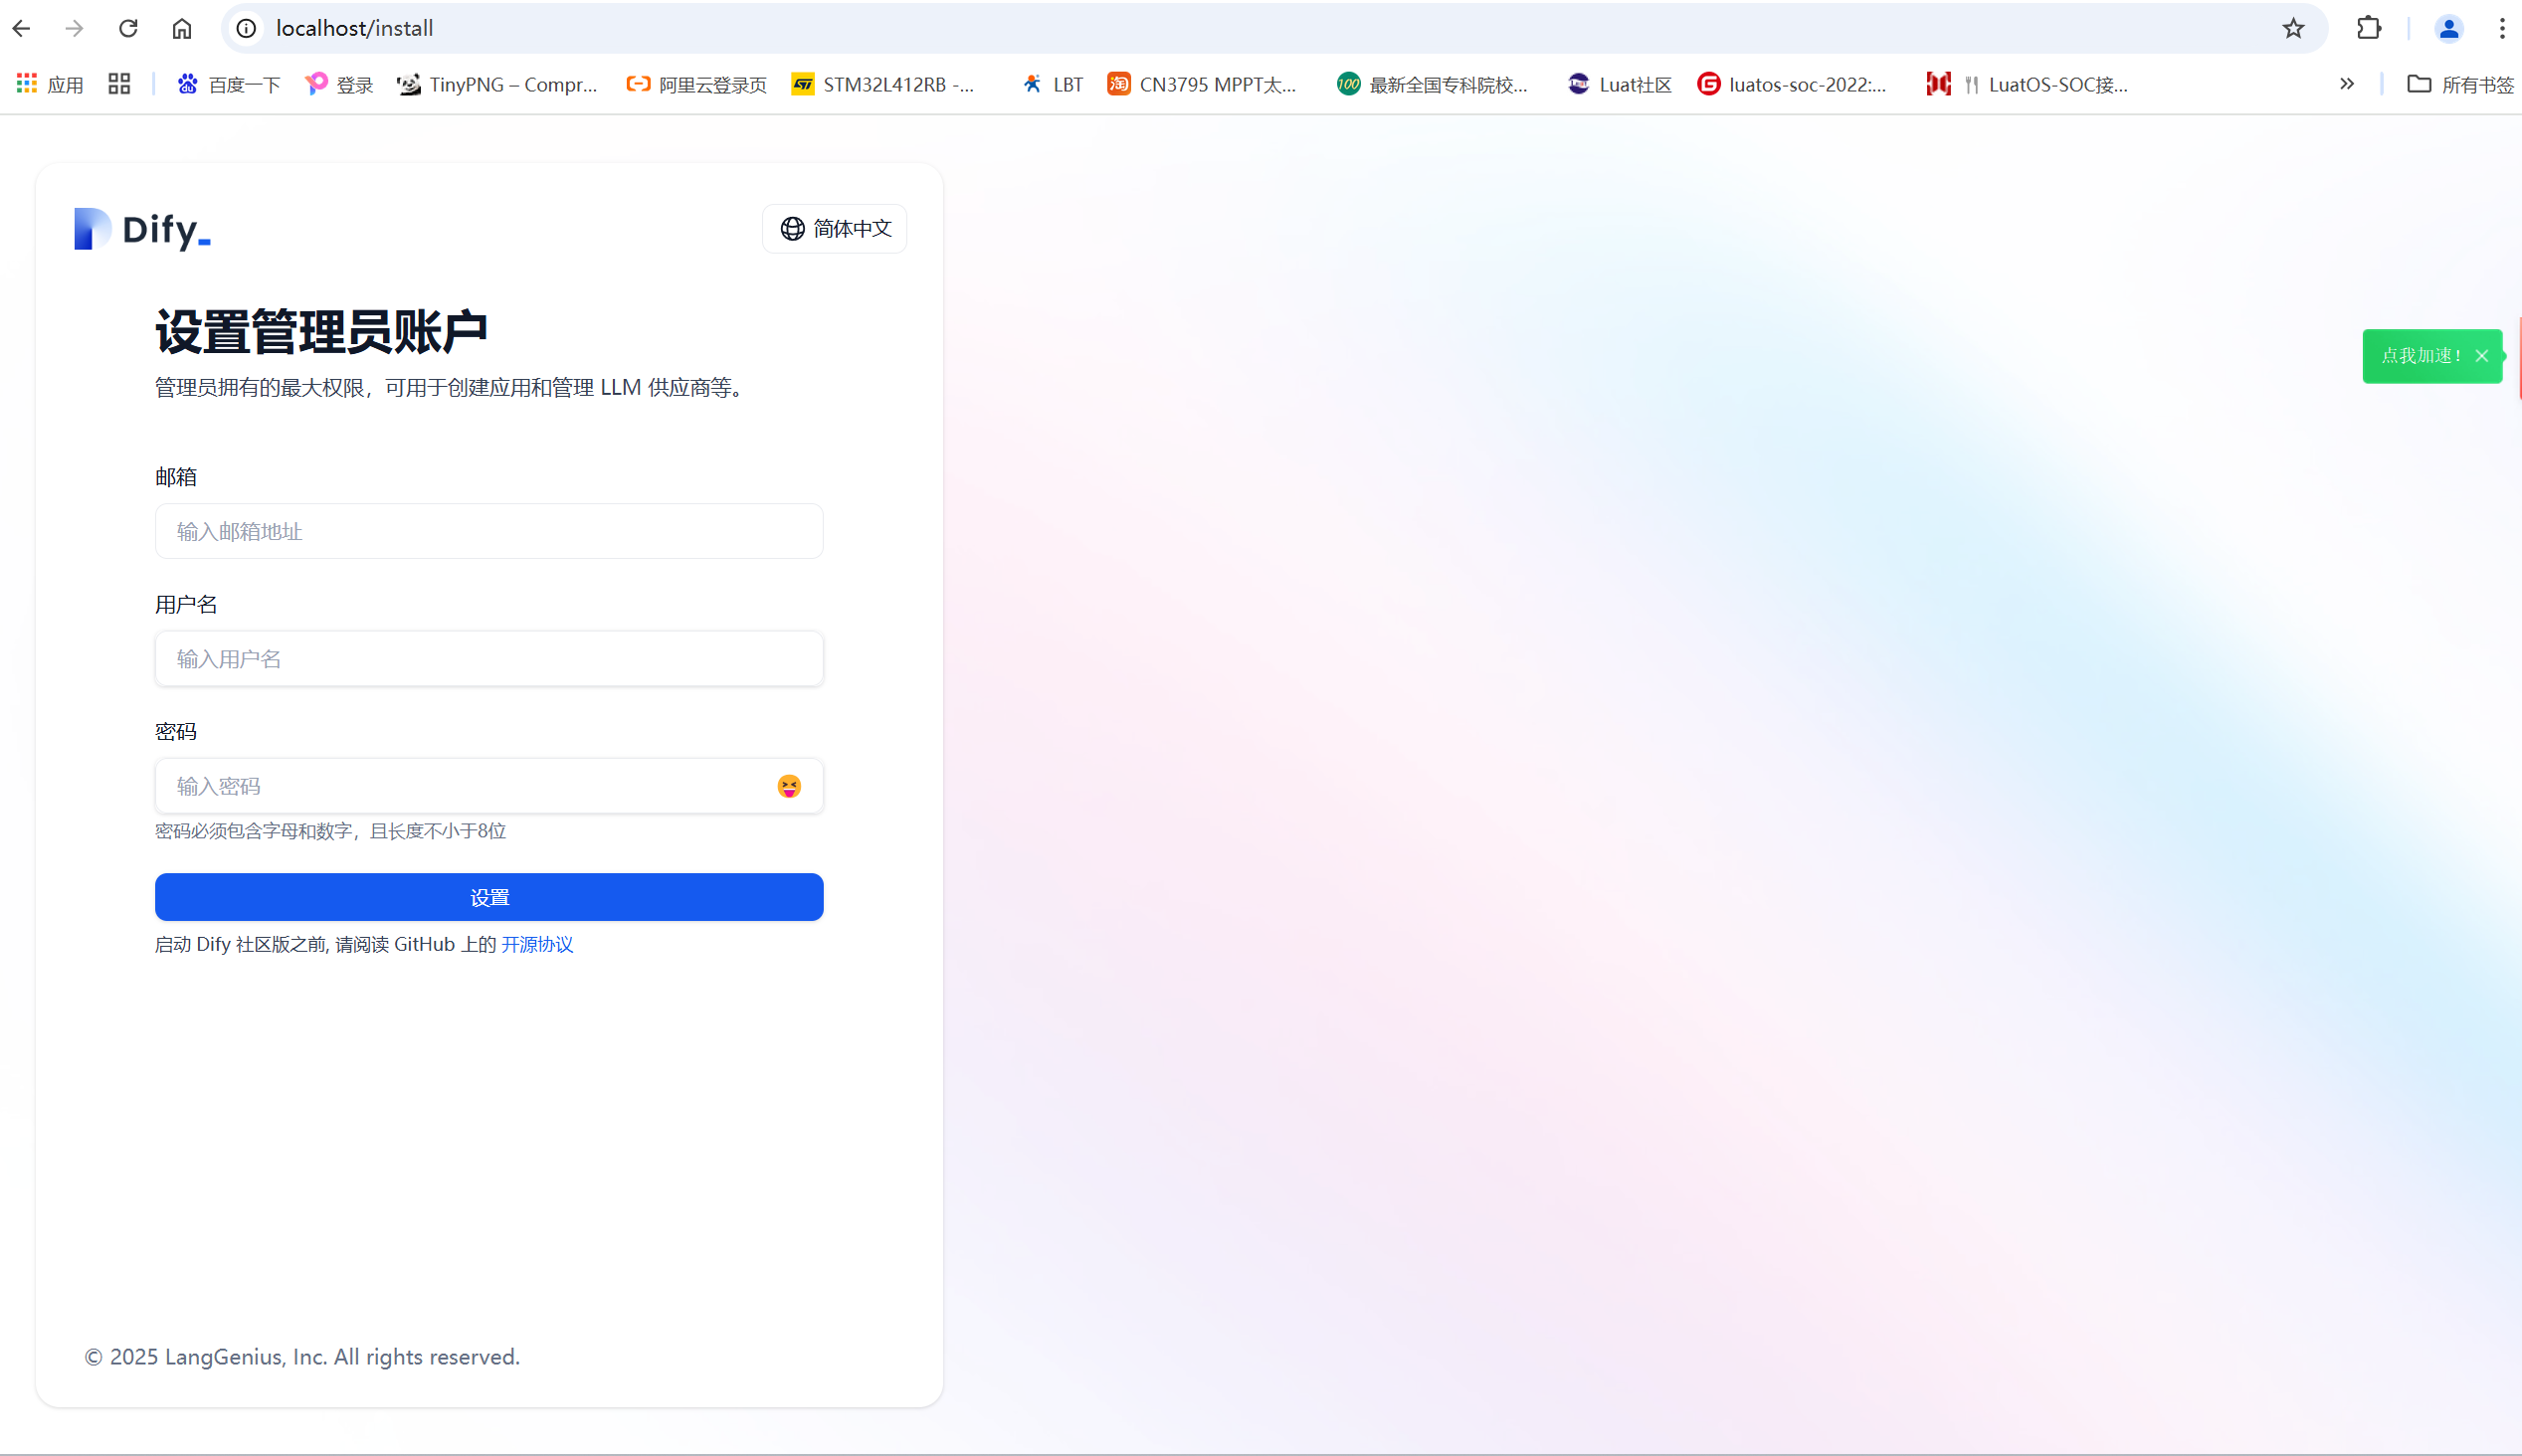 localhost/install
应用
百度一下
登录
TinyPNG – Compr...
阿里云登录页
STM32L412RB -...
LBT
CN3795 MPPT太...
最新全国专科院校...
Luat社区
luatos-soc-2022:...
LuatOS-SOC接...
所有书签
Dify_
简体中文
设置管理员账户
管理员拥有的最大权限，可用于创建应用和管理 LLM 供应商等。
点我加速！
邮箱
输入邮箱地址
用户名
输入用户名
密码
输入密码
密码必须包含字母和数字，且长度不小于8位
设置
启动 Dify 社区版之前, 请阅读 GitHub 上的 开源协议
© 2025 LangGenius, Inc. All rights reserved.